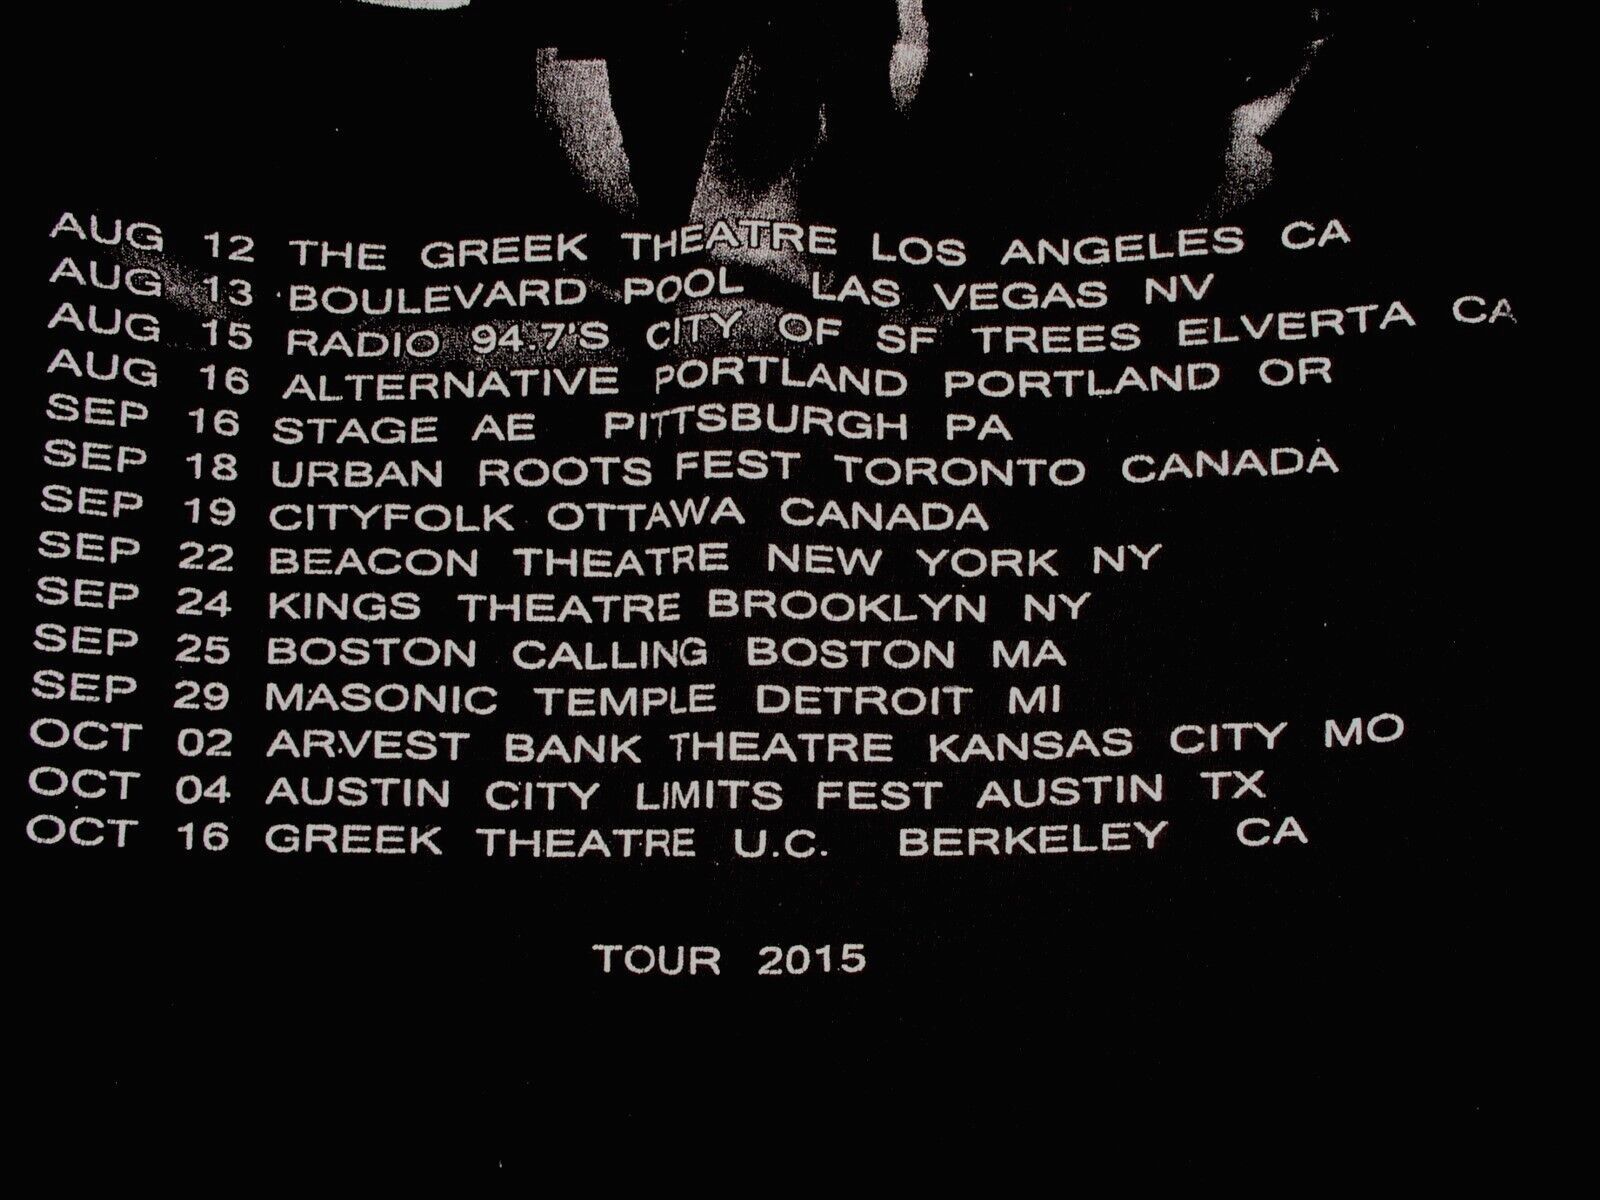 AUG 12 THE GREEK THEATRE LOS ANGELES CA
AUG 13 BOULEVARD POOL LAS VEGAS NV
AUG 15 RADIO 94.7'S CITY OF SF TREES ELVERTA CA
AUG 16 ALTERNATIVE PORTLAND PORTLAND OR
SEP 16 STAGE AE PITTSBURGH PA
SEP 18 URBAN ROOTS FEST TORONTO CANADA
SEP 19 CITYFOLK OTTAWA CANADA
SEP 22 BEACON THEATRE NEW YORK NY
SEP 24 KINGS THEATRE BROOKLYN NY
SEP 25 BOSTON CALLING BOSTON MA
SEP 29 MASONIC TEMPLE DETROIT MI
OCT 02 ARVEST BANK THEATRE KANSAS CITY MO
OCT 04 AUSTIN CITY LIMITS FEST AUSTIN TX
OCT 16 GREEK THEATRE U.C. BERKELEY CA
TOUR 2015